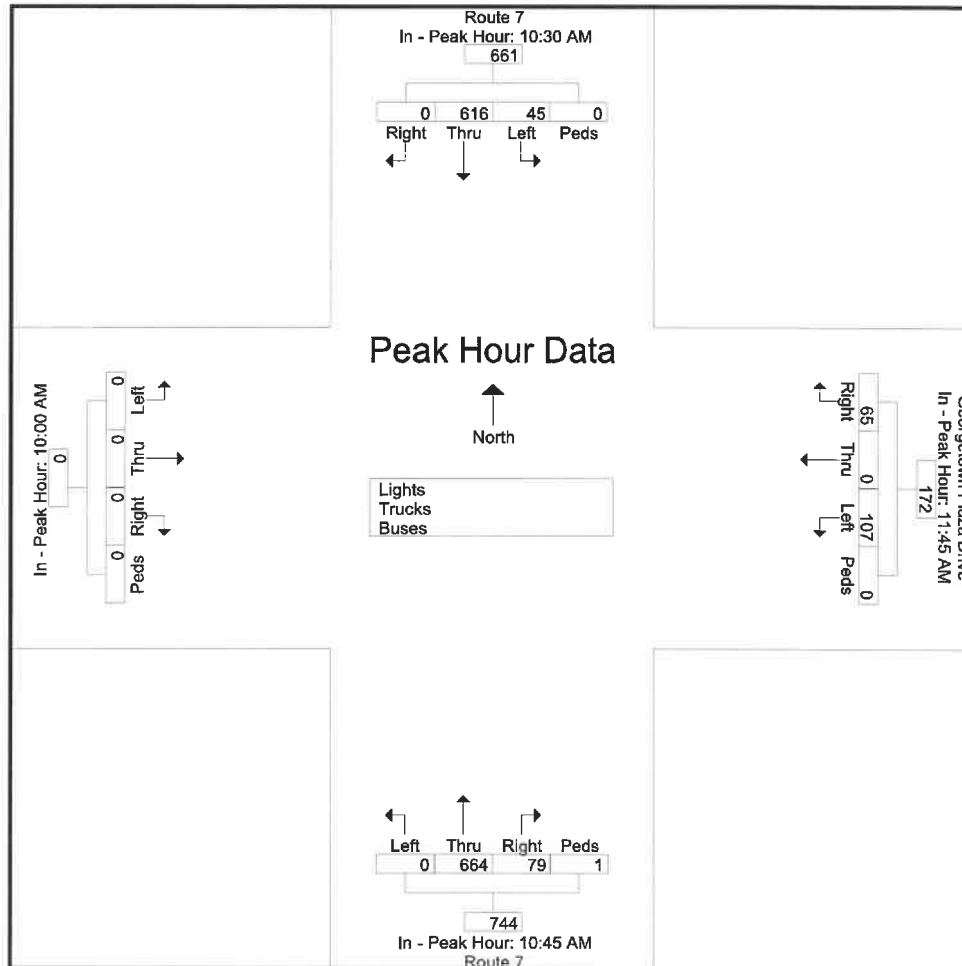 Route 7
In - Peak Hour: 10:30 AM
661
0 616 45 0
Right Thru Left Peds
Peak Hour Data
North
Lights
Trucks
Buses
In - Peak Hour: 10:00 AM
0
0 0 0 0
Left Thru Right Peds
Right Thru Left Peds
65 0 107 0
172
In - Peak Hour: 11:45 AM
Left Thru Right Peds
0 664 79 1
744
In - Peak Hour: 10:45 AM
Route 7